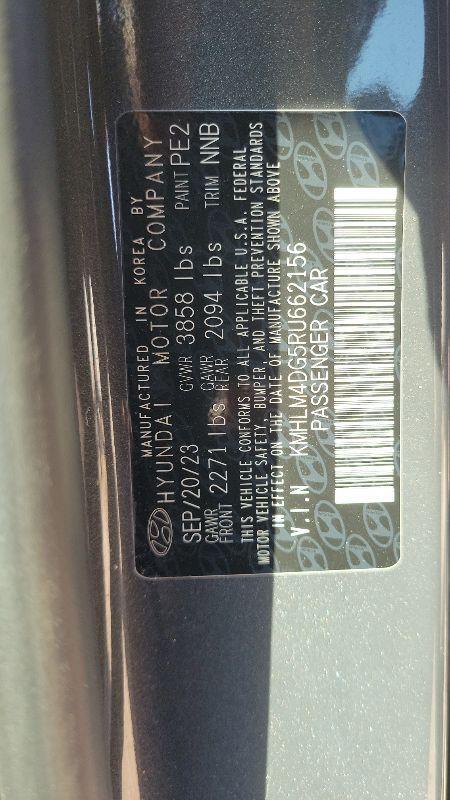 MANUFACTURED IN KOREA BY
HYUNDAI MOTOR COMPANY
SEP/20/23 GVWR 3858 lbs PAINT PE2
GAWR FRONT 2271 lbs GAWR REAR 2094 lbs TRIM NNB
THIS VEHICLE CONFORMS TO ALL APPLICABLE U.S.A. FEDERAL
MOTOR VEHICLE SAFETY, BUMPER, AND THEFT PREVENTION STANDARDS
IN EFFECT ON THE DATE OF MANUFACTURE SHOWN ABOVE
V.I.N KMHLM4DG5RU662156
PASSENGER CAR